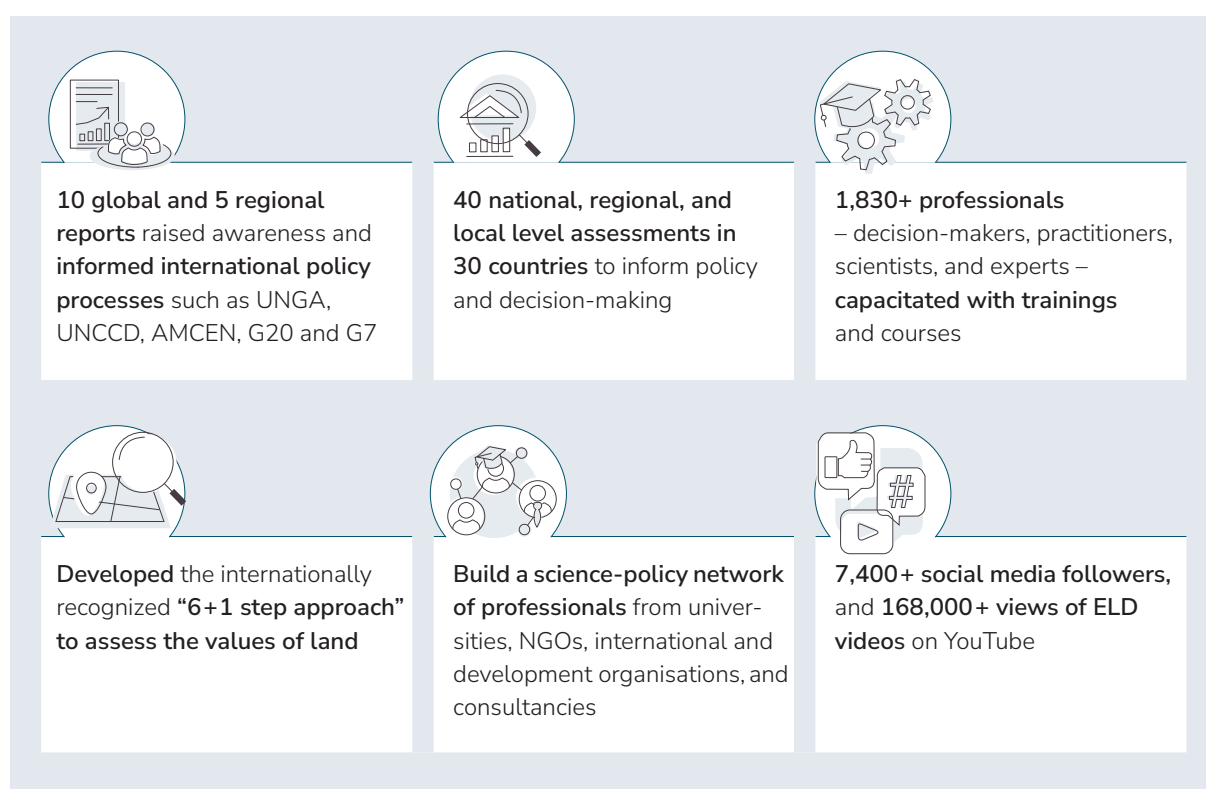 10 global and 5 regional
reports raised awareness and
informed international policy
processes such as UNGA,
UNCCD, AMCEN, G20 and G7
40 national, regional, and
local level assessments in
30 countries to inform policy
and decision-making
1,830+ professionals
– decision-makers, practitioners,
scientists, and experts –
capacitated with trainings
and courses
Developed the internationally
recognized “6+1 step approach”
to assess the values of land
Build a science-policy network
of professionals from univer-
sities, NGOs, international and
development organisations, and
consultancies
#
7,400+ social media followers,
and 168,000+ views of ELD
videos on YouTube